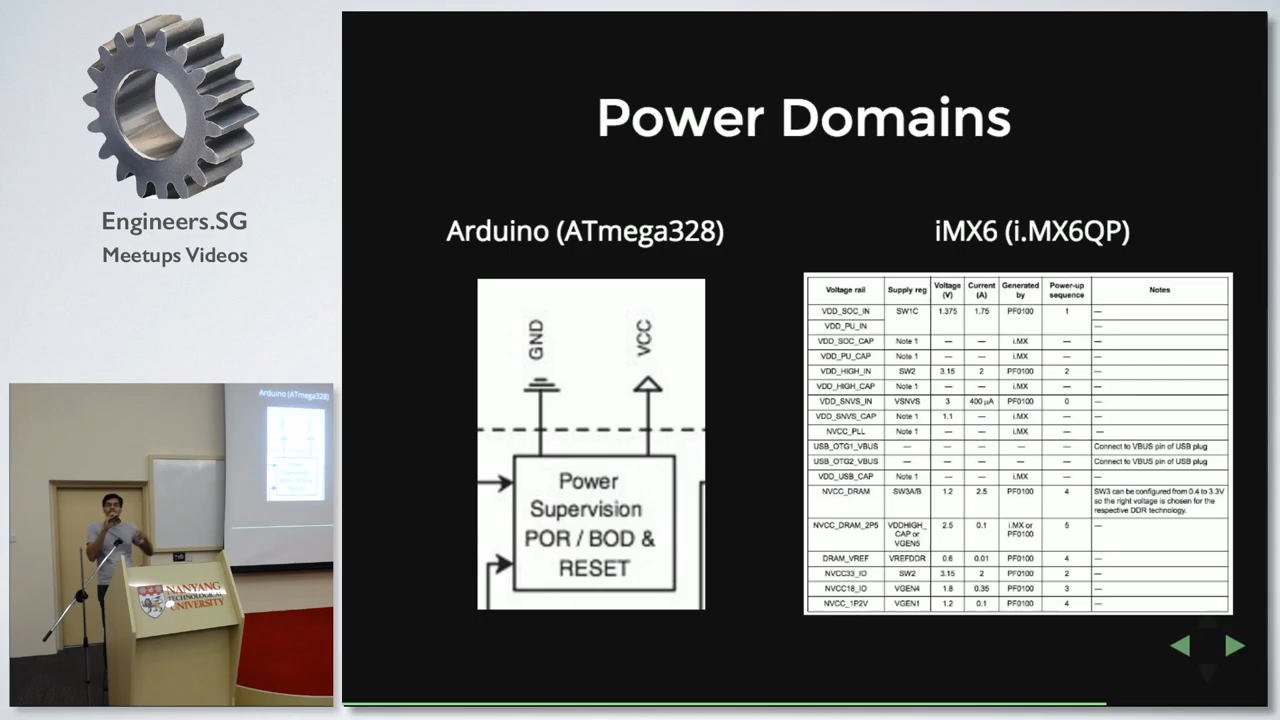 Engineers.SG
Meetups Videos
Power Domains
Arduino (ATmega328)
iMX6 (i.MX6QP)
GND
VCC
Power
Supervision
POR / BOD &
RESET
Voltage rail Supply reg Voltage (V) Current (A) Generated by Power-up sequence Notes
VDD_SOC_IN SW1C 1.375 1.75 PF0100 1 —
VDD_PU_IN —
VDD_SOC_CAP Note 1 — — i.MX — —
VDD_PU_CAP Note 1 — — i.MX — —
VDD_HIGH_IN SW2 3.15 2 PF0100 2 —
VDD_HIGH_CAP Note 1 — — i.MX — —
VDD_SNVS_IN VSNVS 3 400 µA PF0100 0 —
VDD_SNVS_CAP Note 1 1.1 — i.MX — —
NVCC_PLL Note 1 — — i.MX — —
USB_OTG1_VBUS — — — — — Connect to VBUS pin of USB plug
USB_OTG2_VBUS — — — — — Connect to VBUS pin of USB plug
VDD_USB_CAP Note 1 — — i.MX — —
NVCC_DRAM SW3A/B 1.2 2.5 PF0100 4 SW3 can be configured from 0.4 to 3.3V
so the right voltage is chosen for the
respective DDR technology.
NVCC_DRAM_2P5 VDDHIGH_CAP or VGEN5 2.5 0.1 i.MX or PF0100 5 —
DRAM_VREF VREFDDR 0.6 0.01 PF0100 4 —
NVCC33_IO SW2 3.15 2 PF0100 2 —
NVCC18_IO VGEN4 1.8 0.35 PF0100 3 —
NVCC_1P2V VGEN1 1.2 0.1 PF0100 4 —
Arduino (ATmega328)
NANYANG
TECHNOLOGICAL
UNIVERSITY